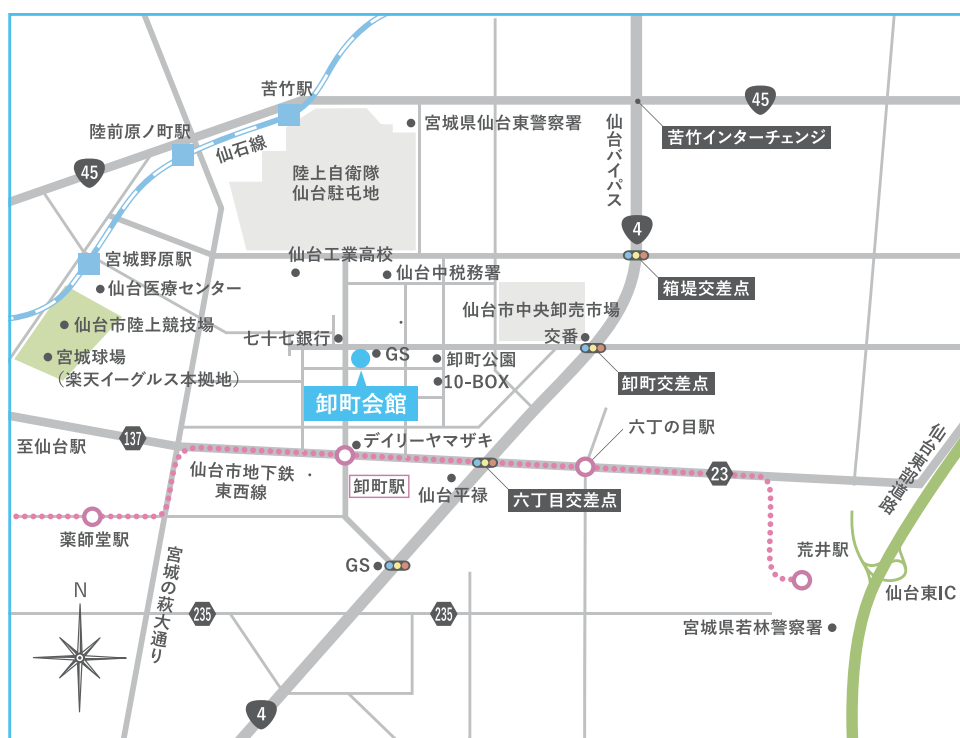 苦竹駅
45
陸前原ノ町駅
仙石線
宮城県仙台東警察署
仙台バイパス
苦竹インターチェンジ
45
陸上自衛隊
仙台駐屯地
4
宮城野原駅
仙台工業高校
仙台中税務署
箱堤交差点
仙台医療センター
仙台市中央卸売市場
仙台市陸上競技場
七十七銀行
交番
宮城球場
(楽天イーグルス本拠地)
GS
卸町公園
10-BOX
卸町交差点
卸町会館
至仙台駅
137
デイリーヤマザキ
六丁の目駅
仙台東部道路
仙台市地下鉄
東西線
卸町駅
仙台平禄
六丁目交差点
23
薬師堂駅
宮城の萩大通り
GS
荒井駅
仙台東IC
N
235
235
宮城県若林警察署
4